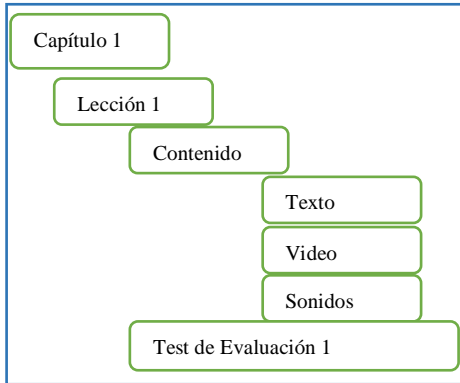 Capítulo 1
Lección 1
Contenido
Texto
Video
Sonidos
Test de Evaluación 1